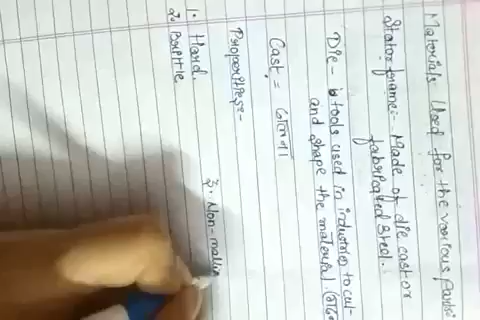 Materials Used for the various parts
Stator frame:- Made of die cast or
fabricated steel.
Die - is tools used in industries to cut-
and shape the material.
Cast =
Properties:-
1. Hard
2. Brittle
3. Non-malle